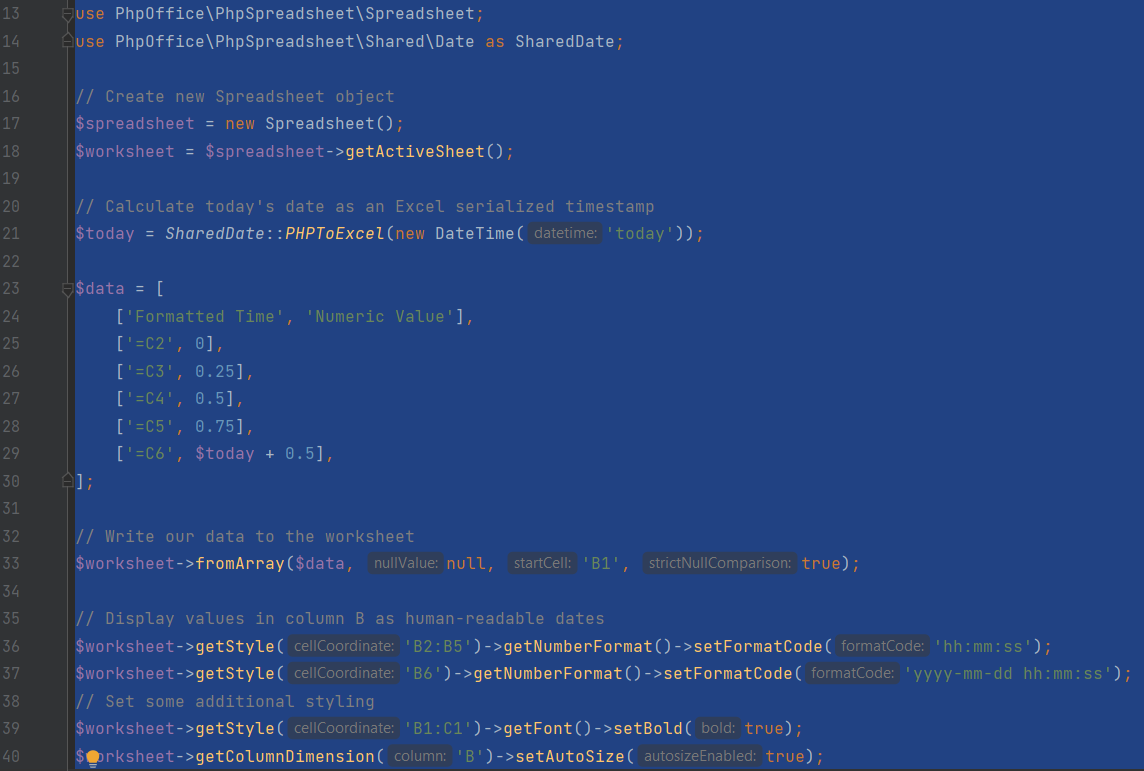 13 use PhpOffice\PhpSpreadsheet\Spreadsheet;
14 use PhpOffice\PhpSpreadsheet\Shared\Date as SharedDate;
15
16 // Create new Spreadsheet object
17 $spreadsheet = new Spreadsheet();
18 $worksheet = $spreadsheet->getActiveSheet();
19
20 // Calculate today's date as an Excel serialized timestamp
21 $today = SharedDate::PHPToExcel(new DateTime( datetime: 'today'));
22
23 $data = [
24     ['Formatted Time', 'Numeric Value'],
25     ['=C2', 0],
26     ['=C3', 0.25],
27     ['=C4', 0.5],
28     ['=C5', 0.75],
29     ['=C6', $today + 0.5],
30 ];
31
32 // Write our data to the worksheet
33 $worksheet->fromArray($data, nullValue: null, startCell: 'B1', strictNullComparison: true);
34
35 // Display values in column B as human-readable dates
36 $worksheet->getStyle( cellCoordinate: 'B2:B5')->getNumberFormat()->setFormatCode( formatCode: 'hh:mm:ss');
37 $worksheet->getStyle( cellCoordinate: 'B6')->getNumberFormat()->setFormatCode( formatCode: 'yyyy-mm-dd hh:mm:ss');
38 // Set some additional styling
39 $worksheet->getStyle( cellCoordinate: 'B1:C1')->getFont()->setBold( bold: true);
40 $worksheet->getColumnDimension( column: 'B')->setAutoSize( autosizeEnabled: true);